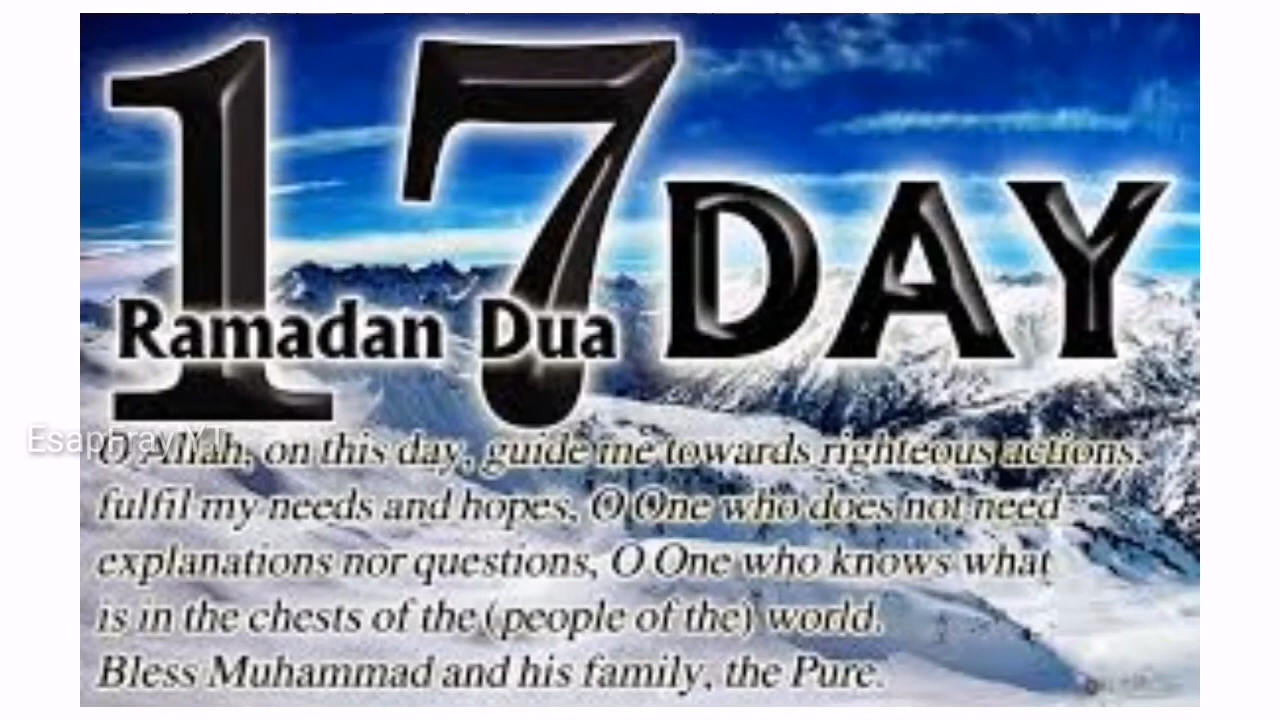 17 DAY
Ramadan Dua
EsapFray YT
O Allah, on this day, guide me towards righteous actions,
fulfil my needs and hopes, O One who does not need
explanations nor questions, O One who knows what
is in the chests of the (people of the) world.
Bless Muhammad and his family, the Pure.